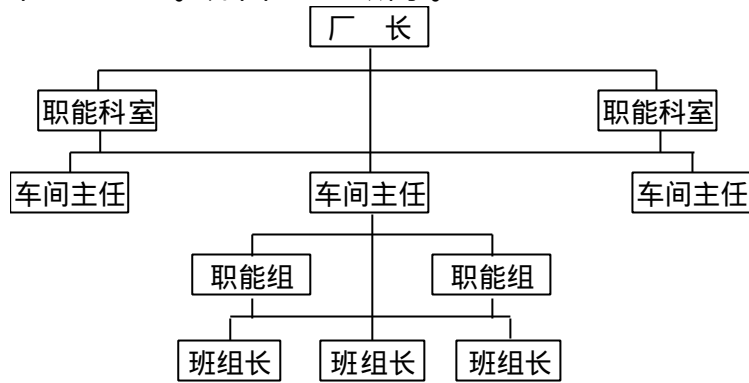 厂 长
职能科室 职能科室
车间主任 车间主任 车间主任
职能组 职能组
班组长 班组长 班组长